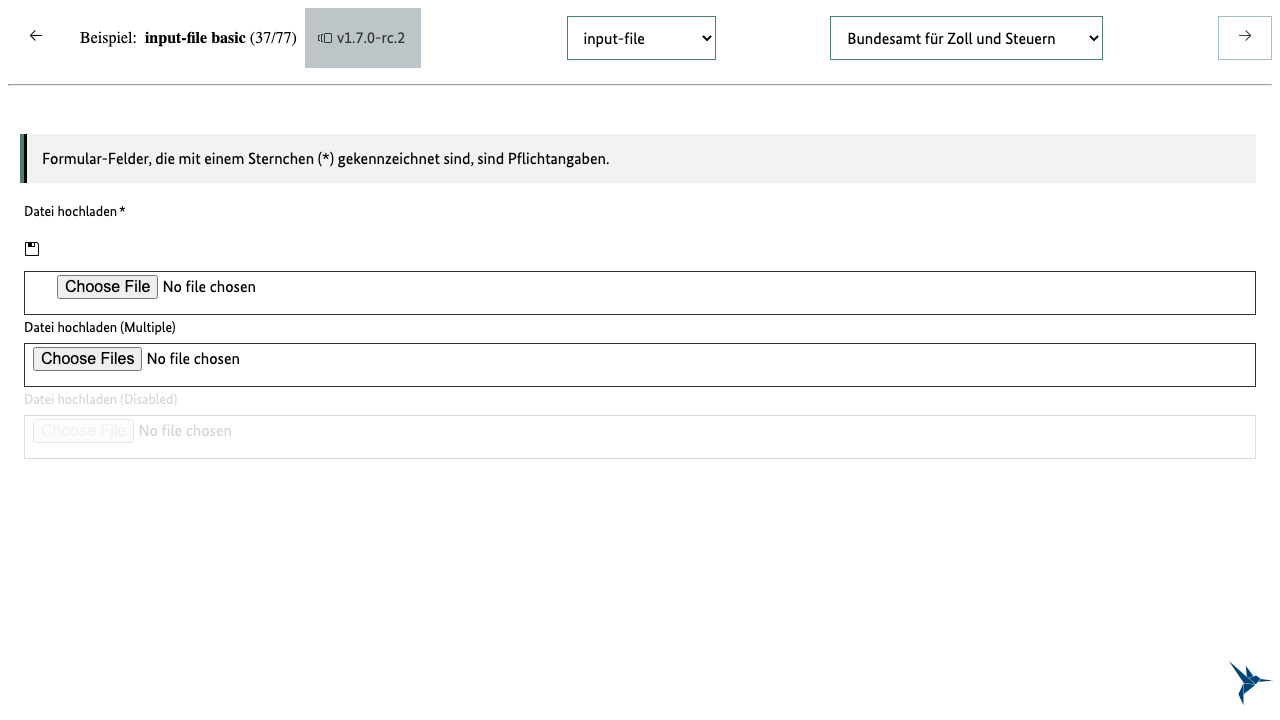 Beispiel: input-file basic (37/77) v1.7.0-rc.2 input-file Bundesamt für Zoll und Steuern
Formular-Felder, die mit einem Sternchen (*) gekennzeichnet sind, sind Pflichtangaben.
Datei hochladen *
Choose File No file chosen
Datei hochladen (Multiple)
Choose Files No file chosen
Datei hochladen (Disabled)
Choose File No file chosen